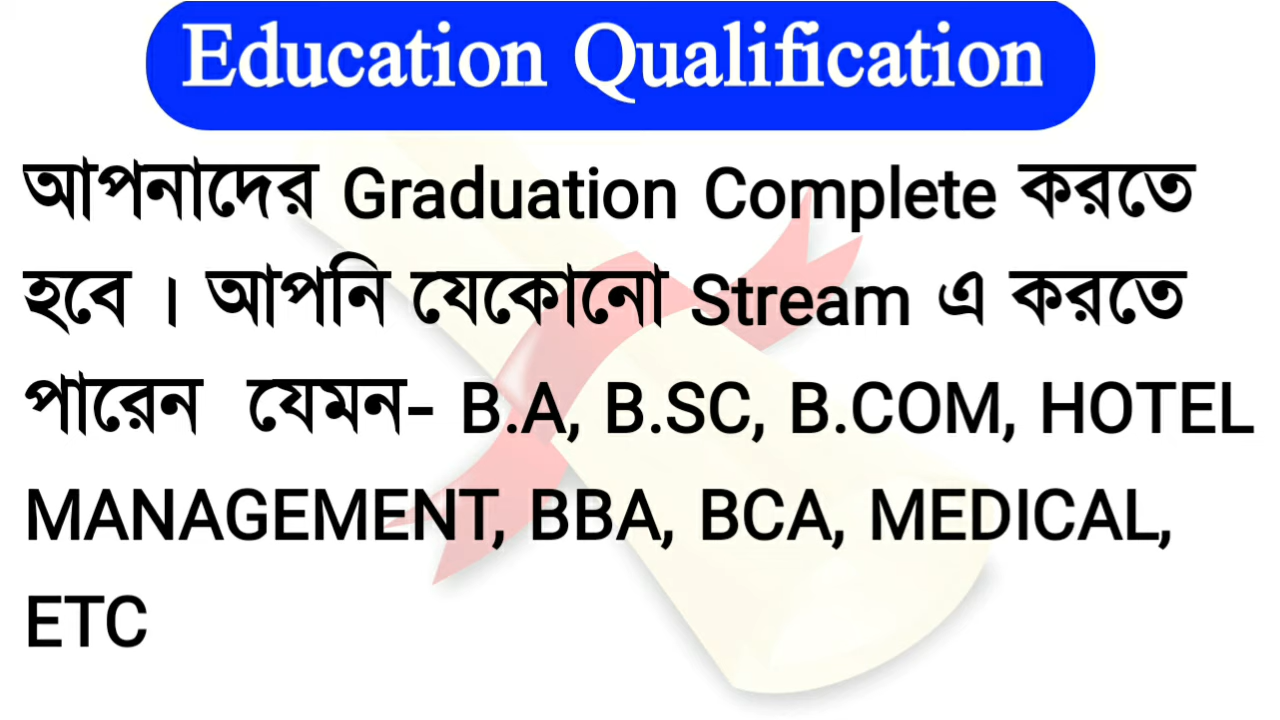 Education Qualification
আপনাদের Graduation Complete করতে
হবে । আপনি যেকোনো Stream এ করতে
পারেন যেমন- B.A, B.SC, B.COM, HOTEL
MANAGEMENT, BBA, BCA, MEDICAL,
ETC